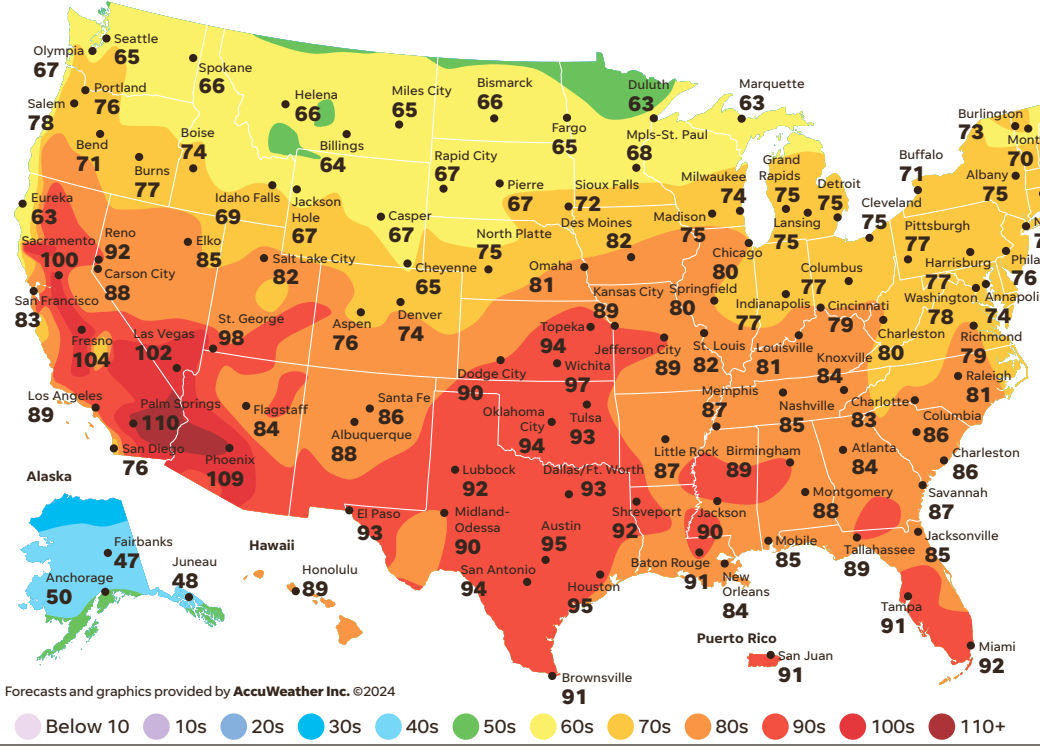 Seattle
65
Olympia
67
Spokane
66
Portland
76
Salem
78
Helena
66
Miles City
65
Bismarck
66
Duluth
63
Marquette
63
Burlington
73
Mont
70
Bend
71
Boise
74
Billings
64
Fargo
65
Mpls-St. Paul
68
Burns
77
Rapid City
67
Pierre
67
Sioux Falls
72
Milwaukee
74
Grand
Rapids
75
Detroit
75
Buffalo
71
Albany
75
Eureka
63
Idaho Falls
69
Jackson
Hole
67
Casper
67
North Platte
75
Des Moines
82
Madison
75
Lansing
75
Cleveland
75
Pittsburgh
77
N
7
Sacramento
100
Reno
92
Elko
85
Salt Lake City
82
Cheyenne
65
Omaha
81
Chicago
80
Columbus
77
Harrisburg
77
Phila
76
Carson City
88
San Francisco
83
Aspen
76
Denver
74
Kansas City
89
Springfield
80
Indianapolis
77
Cincinnati
79
Washington
78
Annapoli
74
Fresno
104
Las Vegas
102
St. George
98
Topeka
94
Jefferson City
89
St. Louis
82
Louisville
81
Charleston
80
Richmond
79
Dodge City
90
Wichita
97
Knoxville
84
Raleigh
81
Los Angeles
89
Palm Springs
110
Flagstaff
84
Santa Fe
86
Albuquerque
88
Oklahoma
City
94
Tulsa
93
Memphis
87
Nashville
85
Charlotte
83
Columbia
86
San Diego
76
Phoenix
109
Lubbock
92
Dallas/Ft. Worth
93
Little Rock
87
Birmingham
89
Atlanta
84
Charleston
86
Alaska
El Paso
93
Midland-
Odessa
90
Shreveport
92
Jackson
90
Montgomery
88
Savannah
87
Fairbanks
47
Juneau
48
Anchorage
50
Hawaii
Honolulu
89
Austin
95
San Antonio
94
Houston
95
Baton Rouge
91
New
Orleans
84
Mobile
85
Tallahassee
89
Jacksonville
85
Tampa
91
Puerto Rico
San Juan
91
Miami
92
Brownsville
91
Forecasts and graphics provided by AccuWeather Inc. ©2024
Below 10 10s 20s 30s 40s 50s 60s 70s 80s 90s 100s 110+